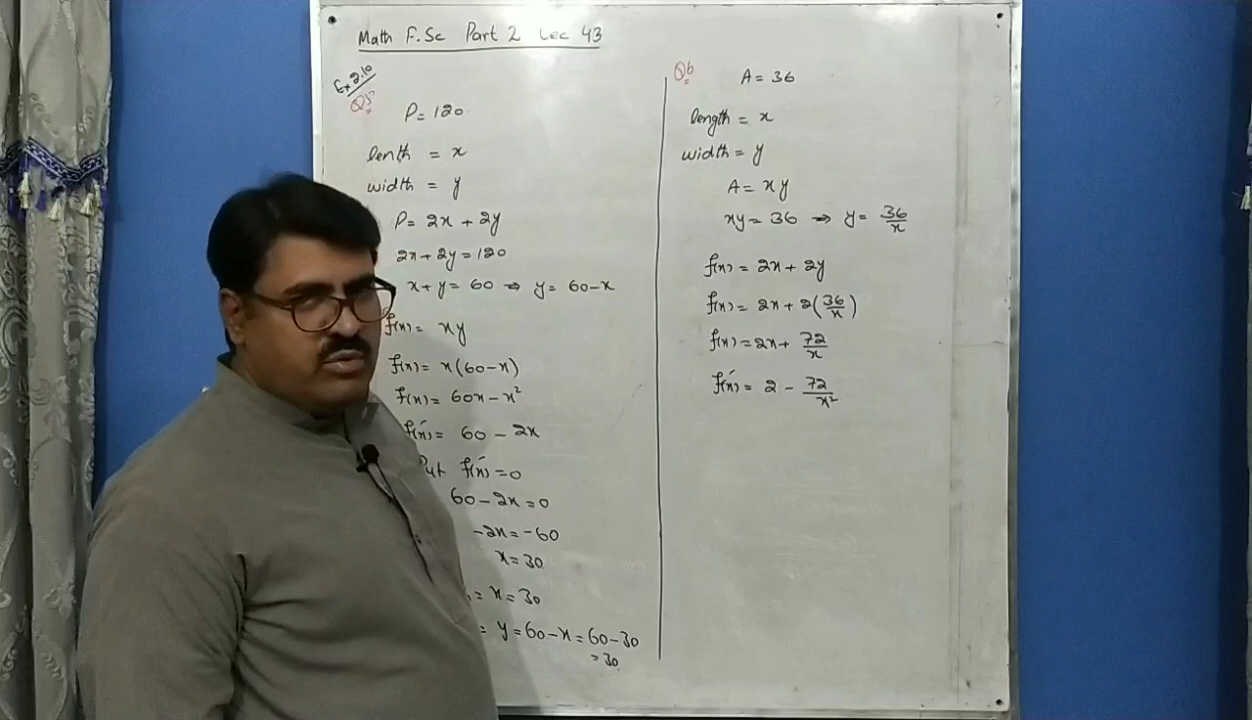 Math F.Sc Part 2 Lec 43
Ex 2.10
Q5
P = 120
lenth = x
width = y
P = 2x + 2y
2x + 2y = 120
x + y = 60 ⇒ y = 60 - x
f(x) = xy
f(x) = x(60 - x)
f(x) = 60x - x²
f'(x) = 60 - 2x
Put f'(x) = 0
60 - 2x = 0
-2x = -60
x = 30
= x = 30
= y = 60 - x = 60 - 30
= 30
Q6
A = 36
length = x
width = y
A = xy
xy = 36 ⇒ y = 36/x
f(x) = 2x + 2y
f(x) = 2x + 2(36/x)
f(x) = 2x + 72/x
f'(x) = 2 - 72/x²